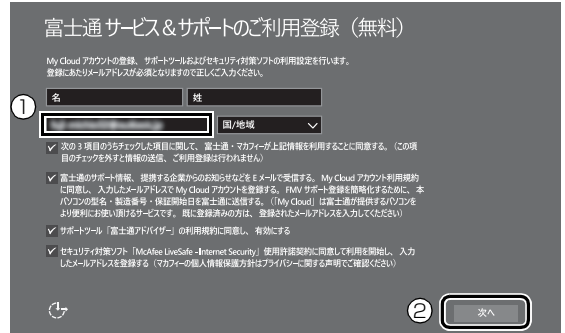 富士通サービス＆サポートのご利用登録（無料）
My Cloud アカウントの登録、サポートツールおよびセキュリティ対策ソフトの利用設定を行います。
登録にあたりメールアドレスが必須となりますので正しくご入力ください。
名 姓
①
国/地域
次の 3 項目のうちチェックした項目に関して、富士通・マカフィーが上記情報を利用することに同意する。（この項
目のチェックを外すと情報の送信、ご利用登録は行われません）
富士通のサポート情報、提携する企業からのお知らせなどを E メールで受信する。My Cloud アカウント利用規約
に同意し、入力したメールアドレスで My Cloud アカウントを登録する。FMV サポート登録を簡略化するために、本
パソコンの型名・製造番号・保証開始日を富士通に送信する。（「My Cloud」は富士通が提供するパソコンを
より便利にお使い頂けるサービスです。既に登録済みの方は、登録されたメールアドレスを入力してください）
サポートツール「富士通アドバイザー」の利用規約に同意し、有効にする
セキュリティ対策ソフト「McAfee LiveSafe –Internet Security」使用許諾契約に同意して利用を開始し、入力
したメールアドレスを登録する（マカフィーの個人情報保護方針はプライバシーに関する声明でご確認ください）
② 次へ